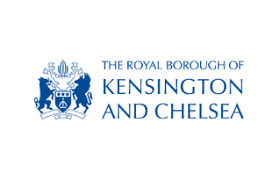 THE ROYAL BOROUGH OF
KENSINGTON
AND CHELSEA